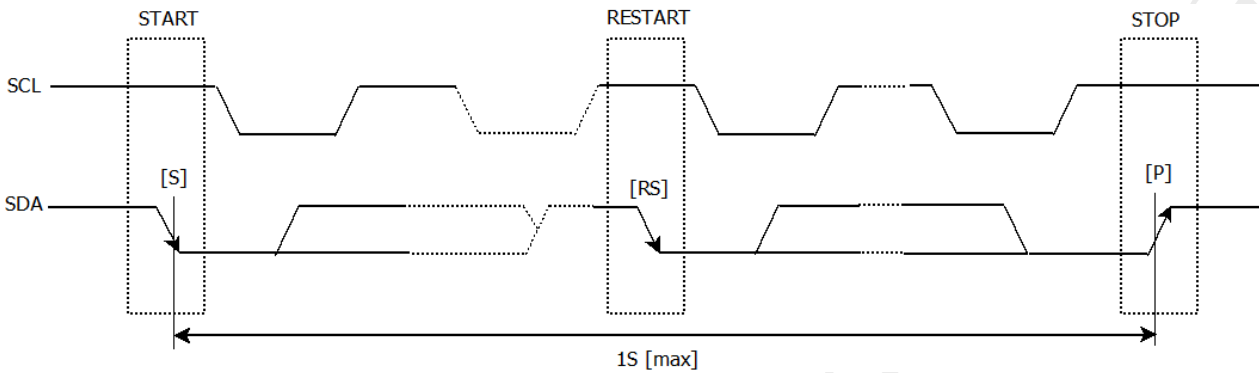 START
RESTART
STOP
SCL
[S]
[RS]
[P]
SDA
1S [max]